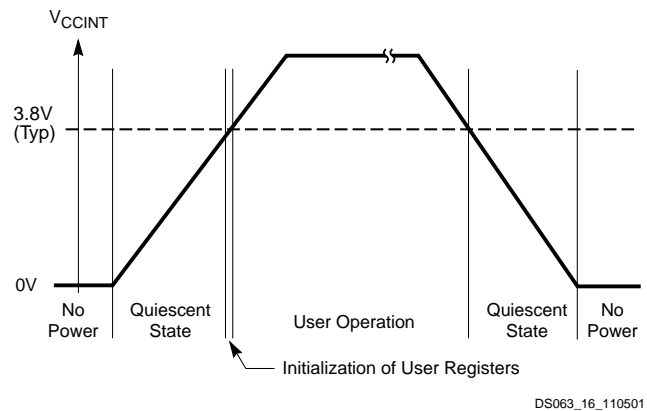 VCCINT
3.8V
(Typ)
0V
No
Power
Quiescent
State
User Operation
Quiescent
State
No
Power
Initialization of User Registers
DS063_16_110501